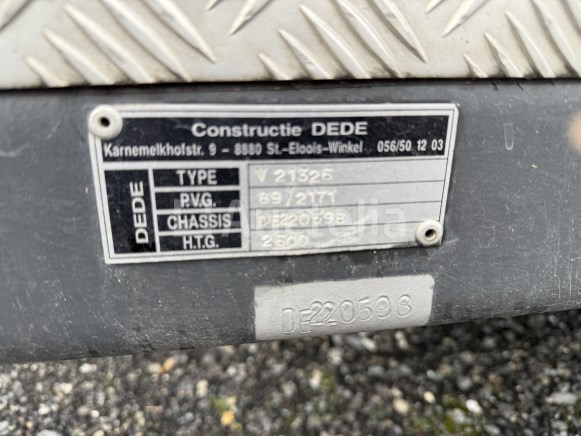 Constructie DEDE
Karnemelkhofstr. 9 - 8880 St.-Eloois-Winkel 056/50 12 03
DEDE
TYPE V 21326
P.V.G. 89/2171
CHASSIS DE220598
H.T.G. 2500
DE220598